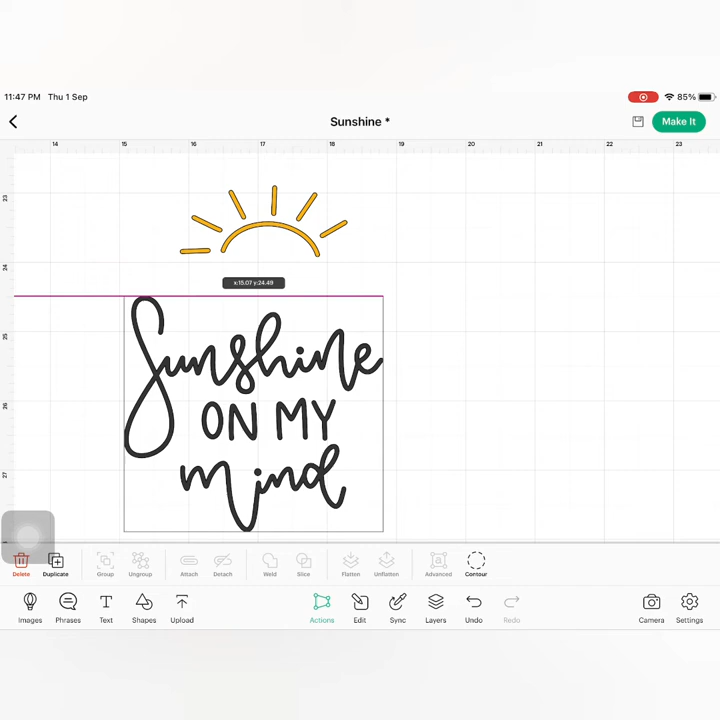 11:47 PM Thu 1 Sep 85%
Sunshine * Make It
14 15 16 17 18 19 20 21 22 23
23
24
x:15.07 y:24.49
25
Sunshine
ON MY
26
mind
27
Delete Duplicate Group Ungroup Attach Detach Weld Slice Flatten Unflatten Advanced Contour
Images Phrases Text Shapes Upload Actions Edit Sync Layers Undo Redo Camera Settings